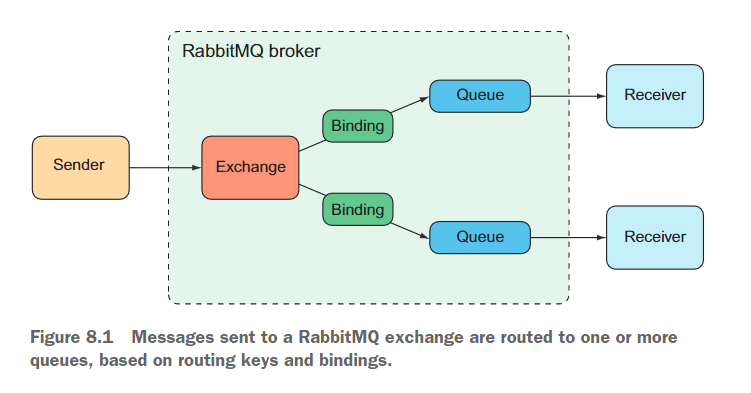 RabbitMQ broker
Sender
Exchange
Binding
Binding
Queue
Queue
Receiver
Receiver
Figure 8.1 Messages sent to a RabbitMQ exchange are routed to one or more
queues, based on routing keys and bindings.